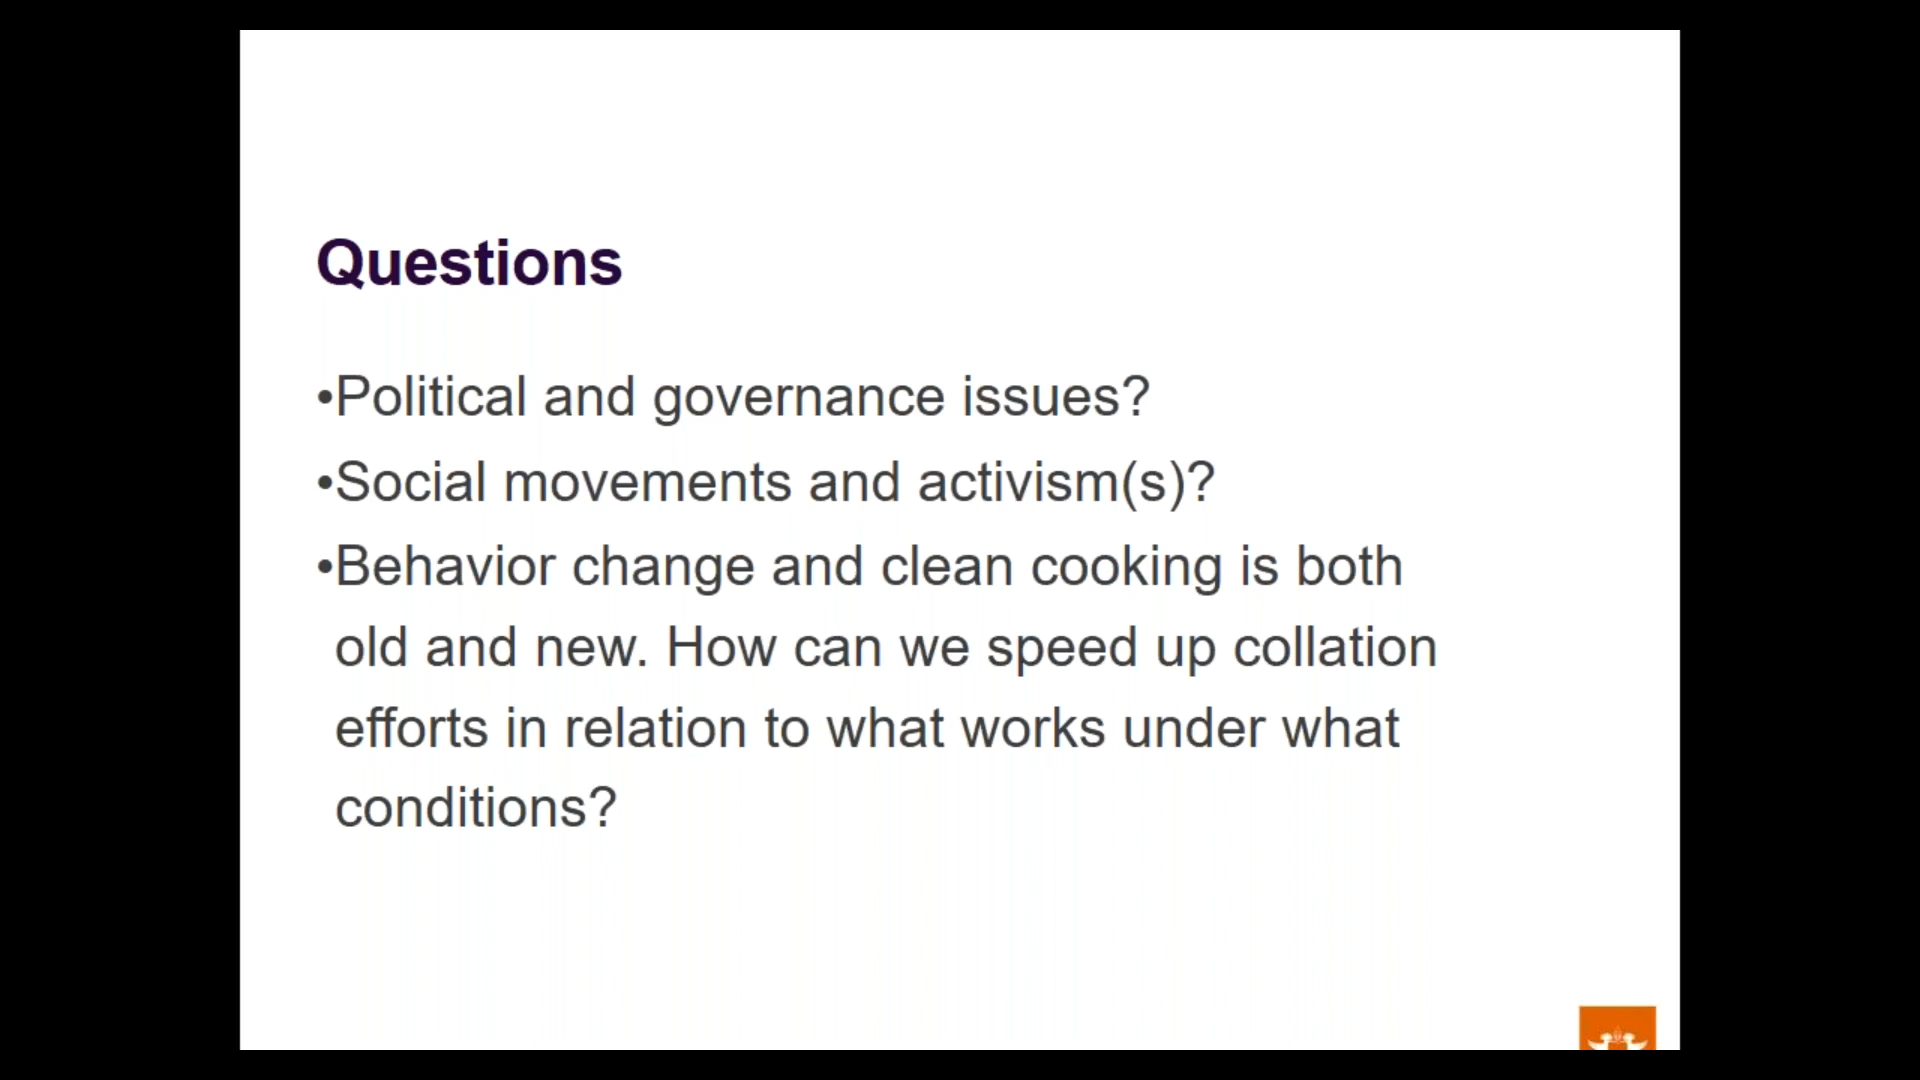 Questions
•Political and governance issues?
•Social movements and activism(s)?
•Behavior change and clean cooking is both
old and new. How can we speed up collation
efforts in relation to what works under what
conditions?